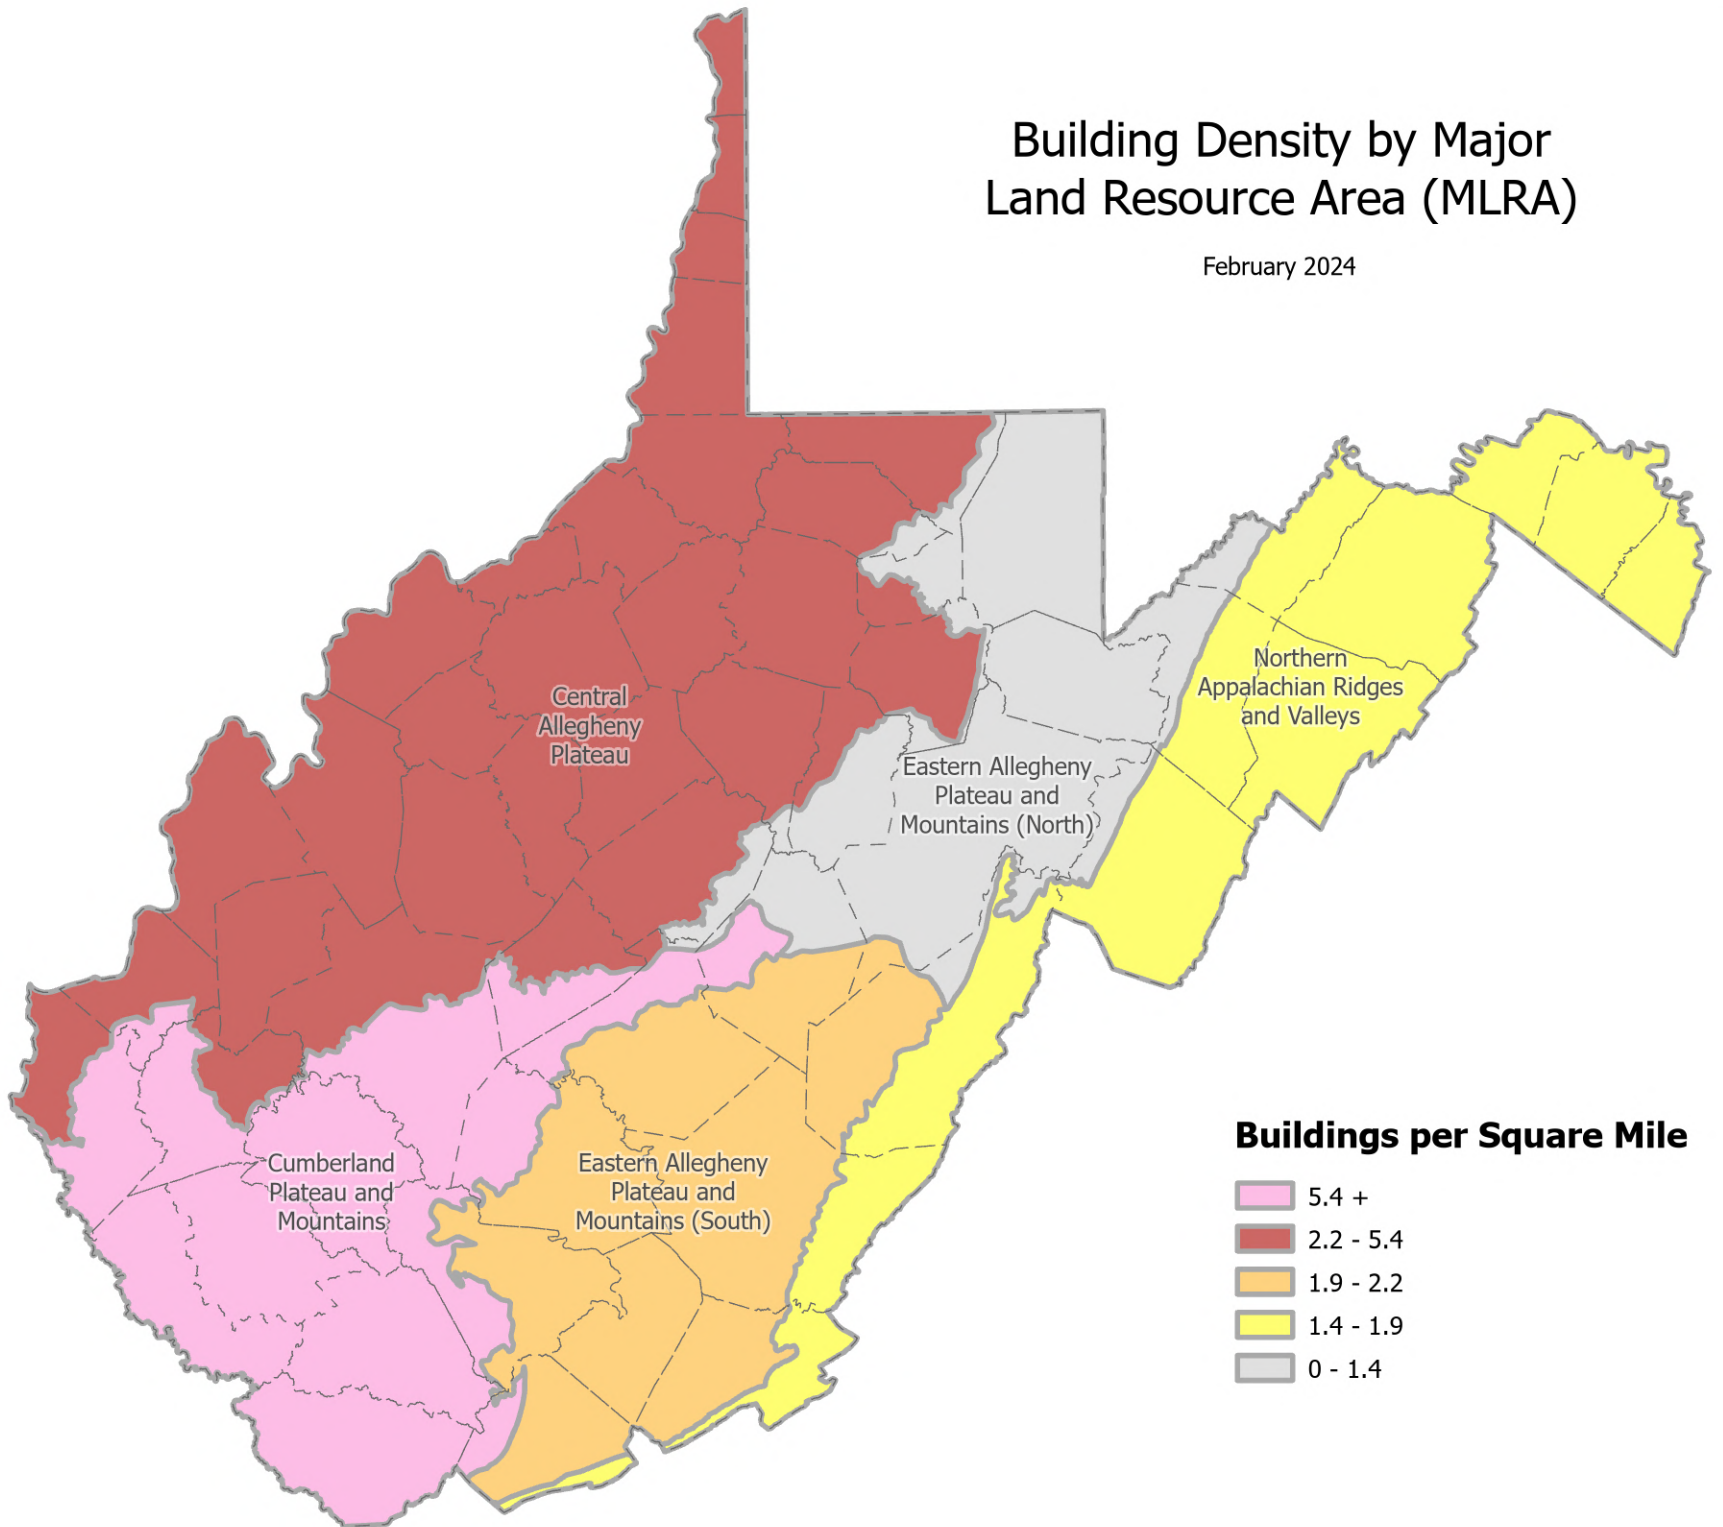 Building Density by Major
Land Resource Area (MLRA)
February 2024
Central
Allegheny
Plateau
Northern
Appalachian Ridges
and Valleys
Eastern Allegheny
Plateau and
Mountains (North)
Cumberland
Plateau and
Mountains
Eastern Allegheny
Plateau and
Mountains (South)
Buildings per Square Mile
5.4 +
2.2 - 5.4
1.9 - 2.2
1.4 - 1.9
0 - 1.4